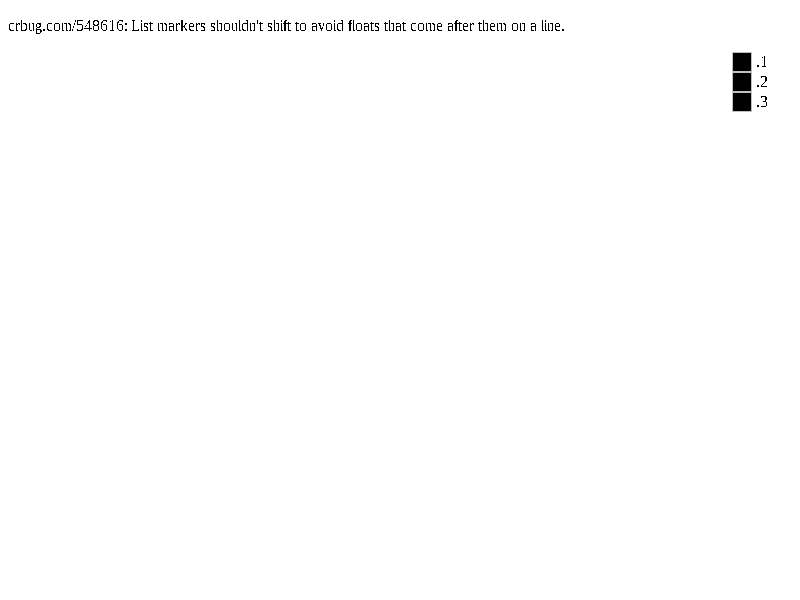 crbug.com/548616: List markers shouldn't shift to avoid floats that come after them on a line.
.1
.2
.3